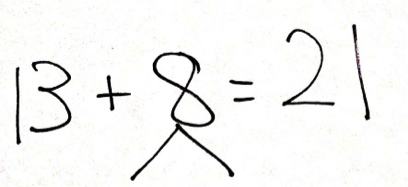 13 + 8 = 21